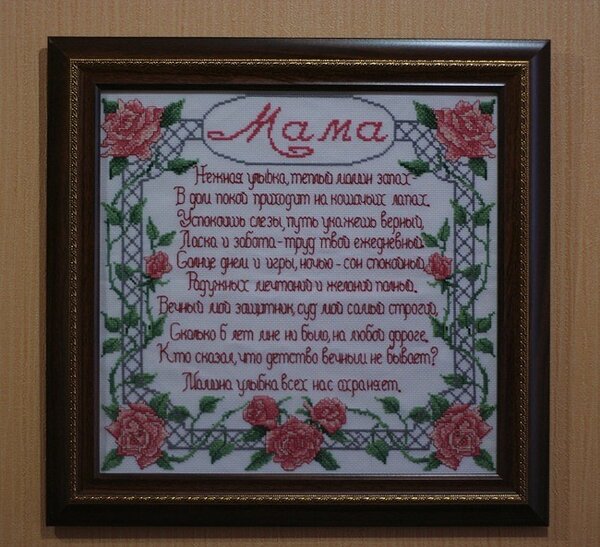 Мама
Нежная улыбка, теплый мамин запах
В дом покой приходит на кошачьих лапах.
Успокоишь слезы, путь укажешь верный,
Ласка и забота-труд твой ежедневный.
Солнце днем и игры, ночью-сон спокойный,
Радужных мечтаний и желаний полный.
Вечный мой защитник, суд мой самый строгий,
Сколько б лет мне ни было, на любой дороге.
Кто сказал, что детство вечным не бывает?
Мамина улыбка всех нас охраняет.